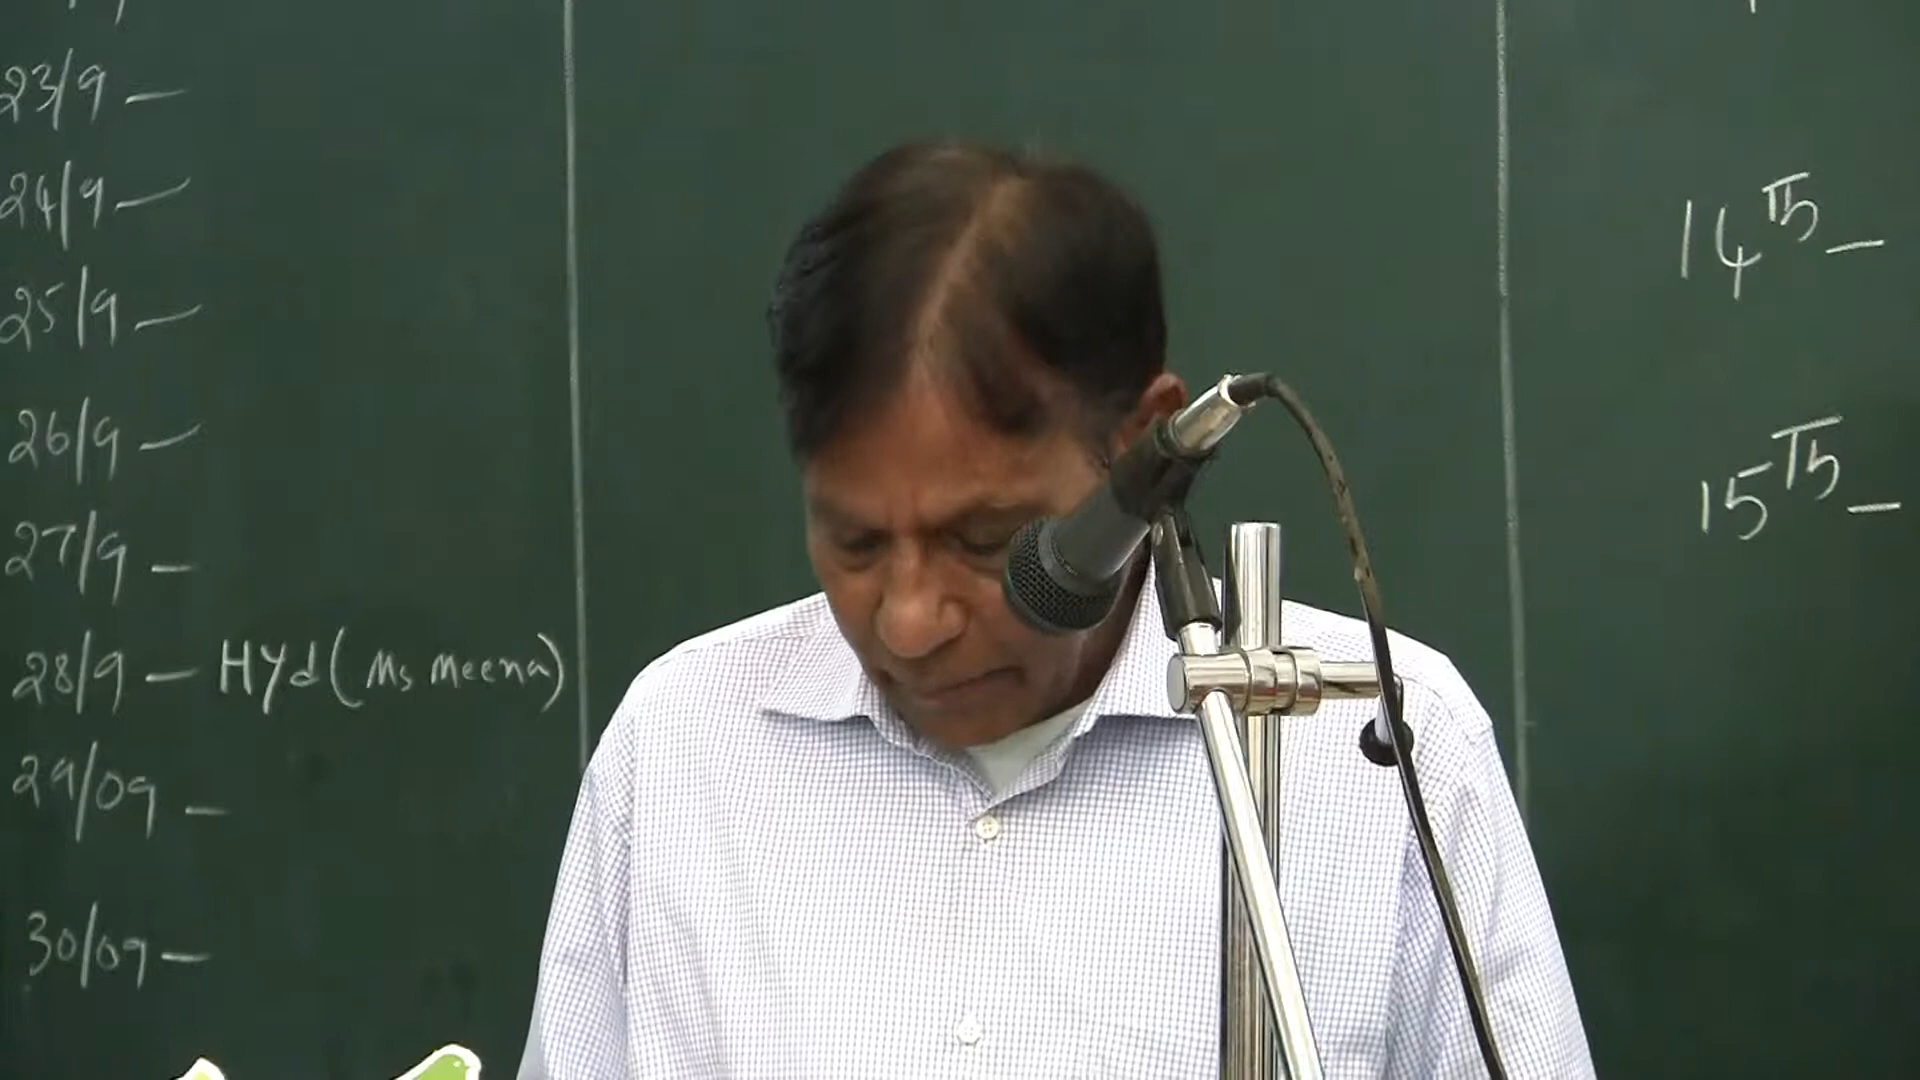 23/9 —
24/9 —
25/9 —
26/9 —
27/9 —
28/9 — Hyd (Ms Meena)
29/09 —
30/09 —
14th —
15th —